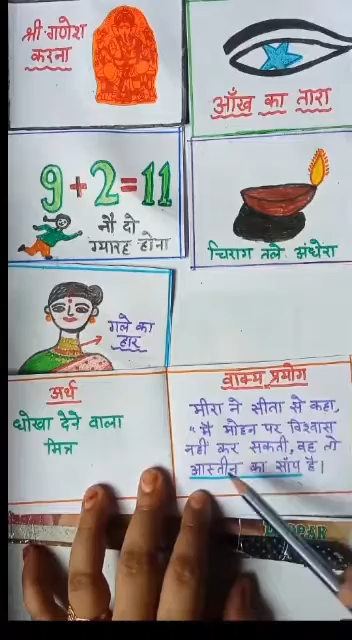 श्री गणेश
करना
आँख का तारा
9+2=11
नौ दो
ग्यारह होना
चिराग तले अंधेरा
गले का
हार
अर्थ
धोखा देने वाला
मित्र
वाक्य प्रयोग
मीरा ने सीता से कहा,
"मैं मोहन पर विश्वास
नहीं कर सकती, वह तो
आस्तीन का साँप है।